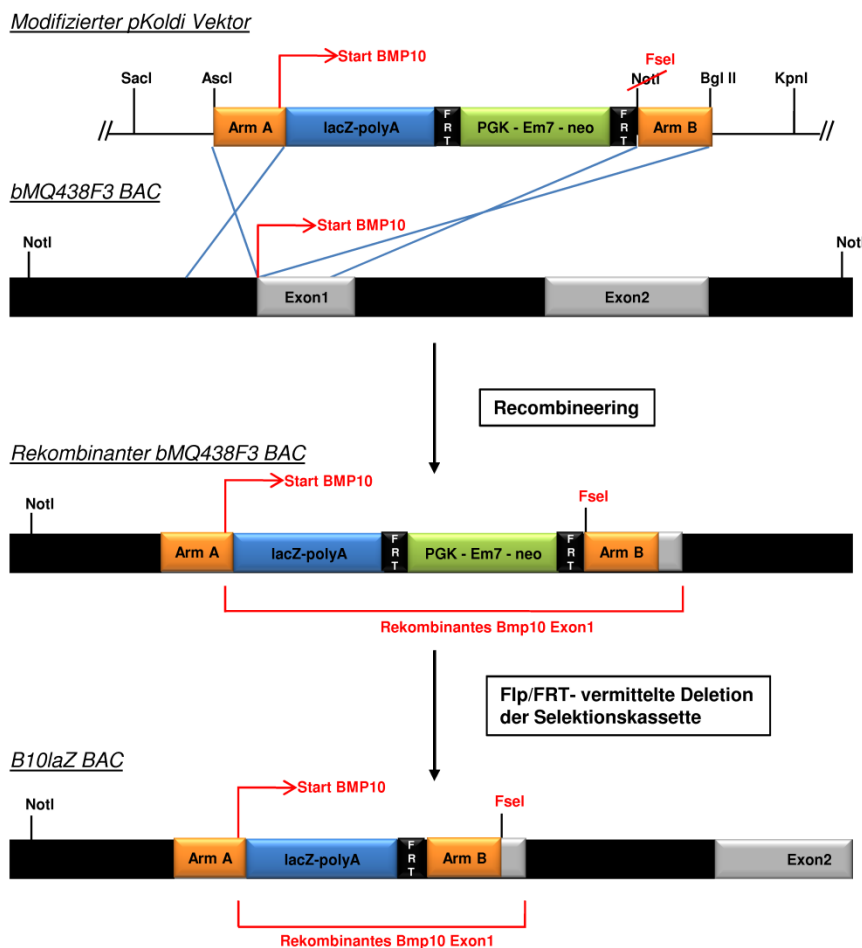 Modifizierter pKoldi Vektor
Start BMP10
FseI
SacI AscI NotI Bgl II KpnI
// Arm A lacZ-polyA FRT PGK - Em7 - neo FRT Arm B //
bMQ438F3 BAC
Start BMP10
NotI NotI
Exon1 Exon2
Recombineering
Rekombinanter bMQ438F3 BAC
Start BMP10
NotI FseI
Arm A lacZ-polyA FRT PGK - Em7 - neo FRT Arm B
Rekombinantes Bmp10 Exon1
Flp/FRT- vermittelte Deletion
der Selektionskassette
B10laZ BAC
Start BMP10
NotI FseI
Arm A lacZ-polyA FRT Arm B Exon2
Rekombinantes Bmp10 Exon1